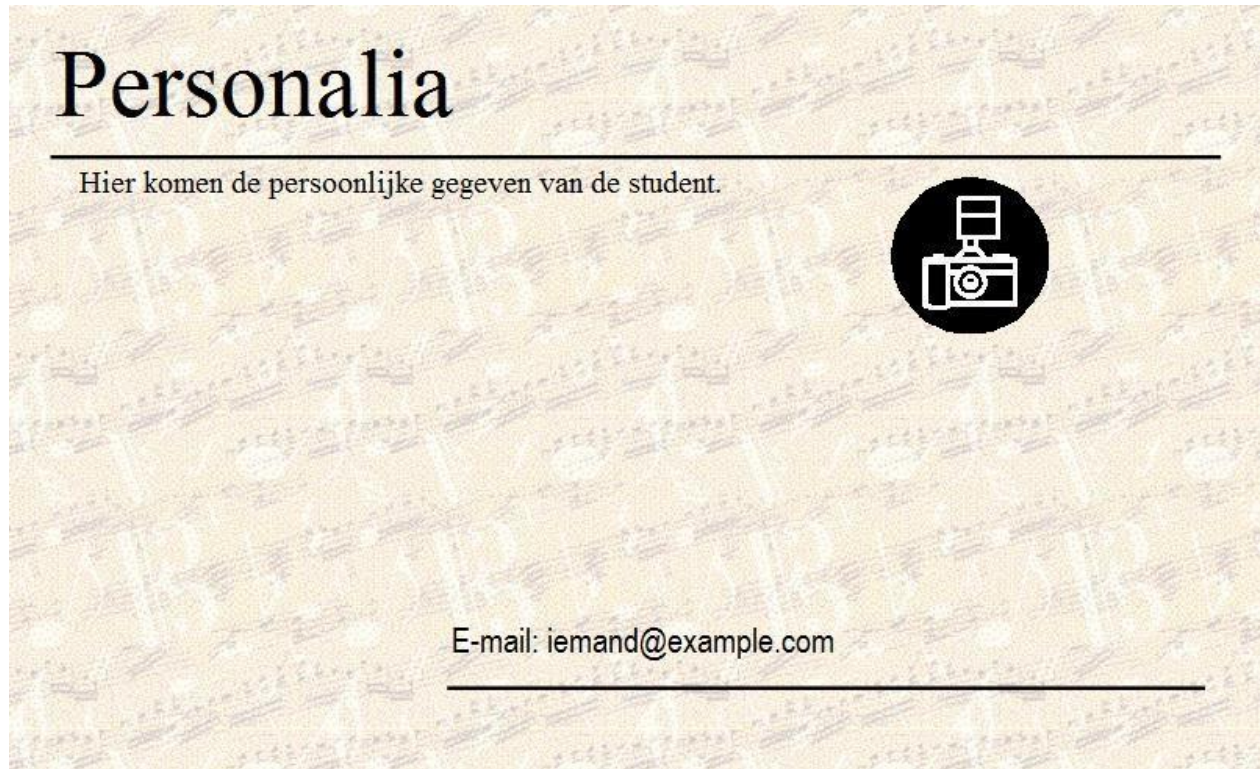 Personalia
Hier komen de persoonlijke gegeven van de student.
E-mail: iemand@example.com